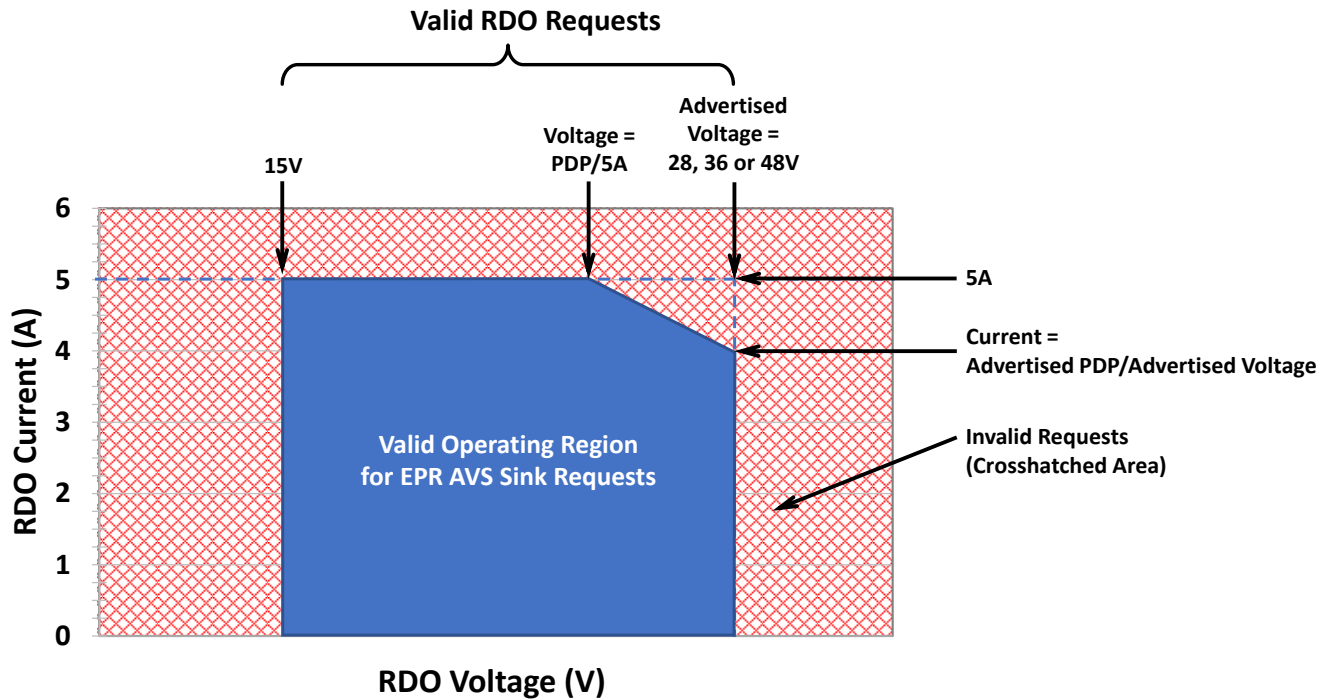 Valid RDO Requests
Advertised
Voltage =
28, 36 or 48V
Voltage =
PDP/5A
15V
6
5
4
3
2
1
0
RDO Current (A)
5A
Current =
Advertised PDP/Advertised Voltage
Invalid Requests
(Crosshatched Area)
Valid Operating Region
for EPR AVS Sink Requests
RDO Voltage (V)